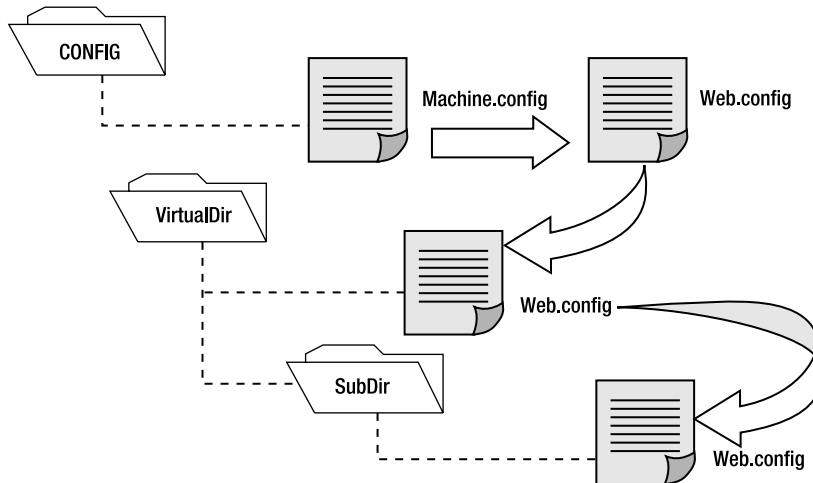 CONFIG
Machine.config
Web.config
VirtualDir
Web.config
SubDir
Web.config